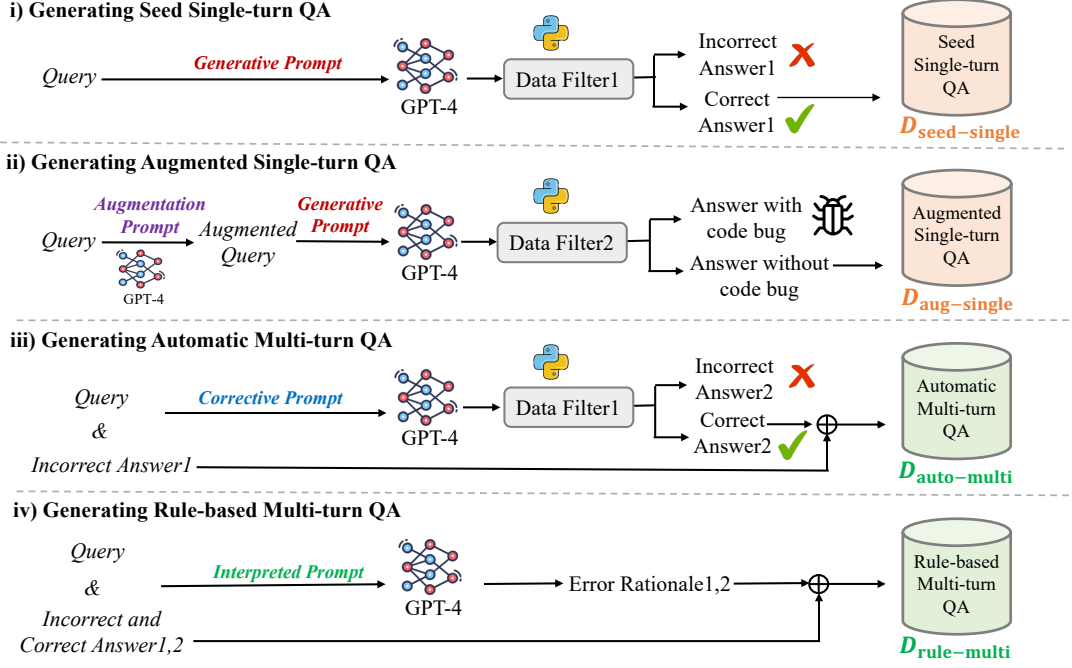 i) Generating Seed Single-turn QA
Query
Generative Prompt
GPT-4
Data Filter1
Incorrect
Answer1
Correct
Answer1
Seed
Single-turn
QA
D seed−single
ii) Generating Augmented Single-turn QA
Query
Augmentation
Prompt
GPT-4
Augmented
Query
Generative
Prompt
GPT-4
Data Filter2
Answer with
code bug
Answer without
code bug
Augmented
Single-turn
QA
D aug−single
iii) Generating Automatic Multi-turn QA
Query
&
Incorrect Answer1
Corrective Prompt
GPT-4
Data Filter1
Incorrect
Answer2
Correct
Answer2
Automatic
Multi-turn
QA
D auto−multi
iv) Generating Rule-based Multi-turn QA
Query
&
Incorrect and
Correct Answer1,2
Interpreted Prompt
GPT-4
Error Rationale1,2
Rule-based
Multi-turn
QA
D rule−multi